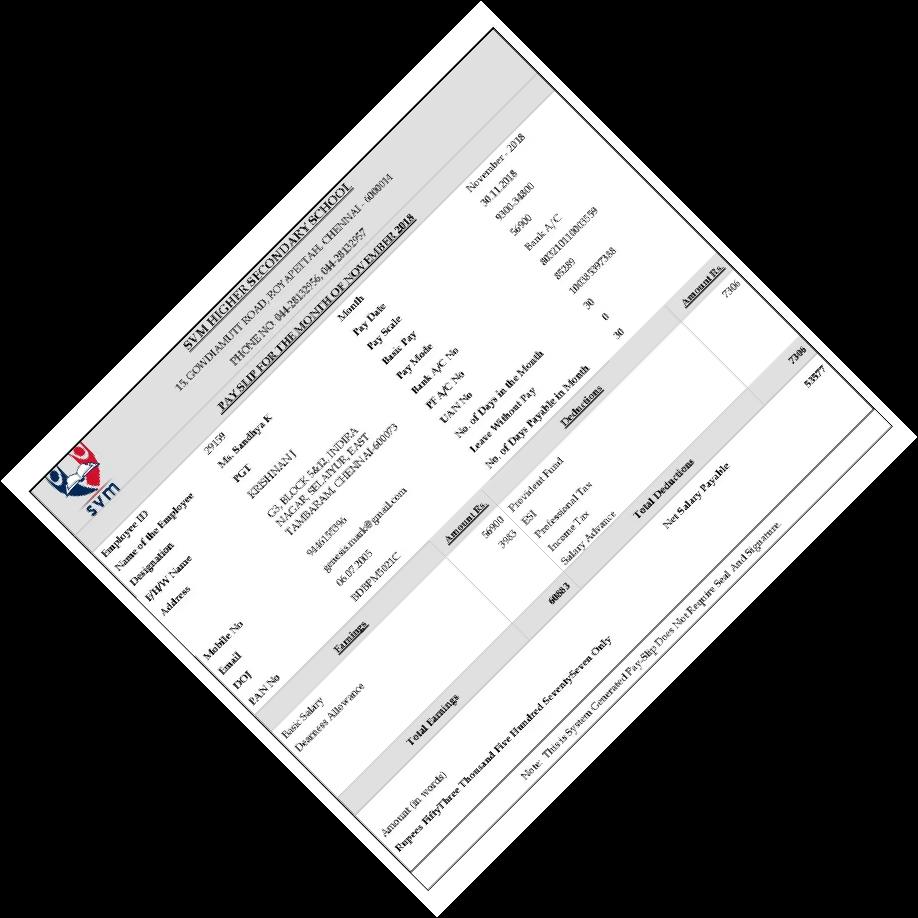 svm
SVM HIGHER SECONDARY SCHOOL
15, GOWDIAMUTT ROAD, ROYAPETTAH, CHENNAI - 6000014
PHONE NO. 044-28132956, 044-28132957
PAY SLIP FOR THE MONTH OF NOVEMBER 2018
Employee ID 29159 Month November - 2018
Name of the Employee Ms. Sandhya K Pay Date 30.11.2018
Designation PGT Pay Scale 9300-34800
F/H/W Name KRISHNAN J Basic Pay 56900
Address G3, BLOCK 5&12, INDIRA Pay Mode Bank A/C
NAGAR, SELAIYUR, EAST Bank A/C No
TAMBARAM, CHENNAI-600073 PF A/C No 85289
UAN No 100385397388
Mobile No No. of Days in the Month 30
Email genesis.mark@gmail.com Leave Without Pay 0
DOJ 06.07.2005 No. of Days Payable in Month 30
PAN No BDBPM5021C
Earnings Amount Rs. Deductions Amount Rs.
Basic Salary 56900 Provident Fund 7306
Dearness Allowance 3983 ESI
Professional Tax
Income Tax
Salary Advance
Total Earnings 60883 Total Deductions 7306
Net Salary Payable 53577
Amount (in words)
Rupees FiftyThree Thousand Five Hundred SeventySeven Only
Note: This is System Generated Pay-Slip Does Not Require Seal And Signature.